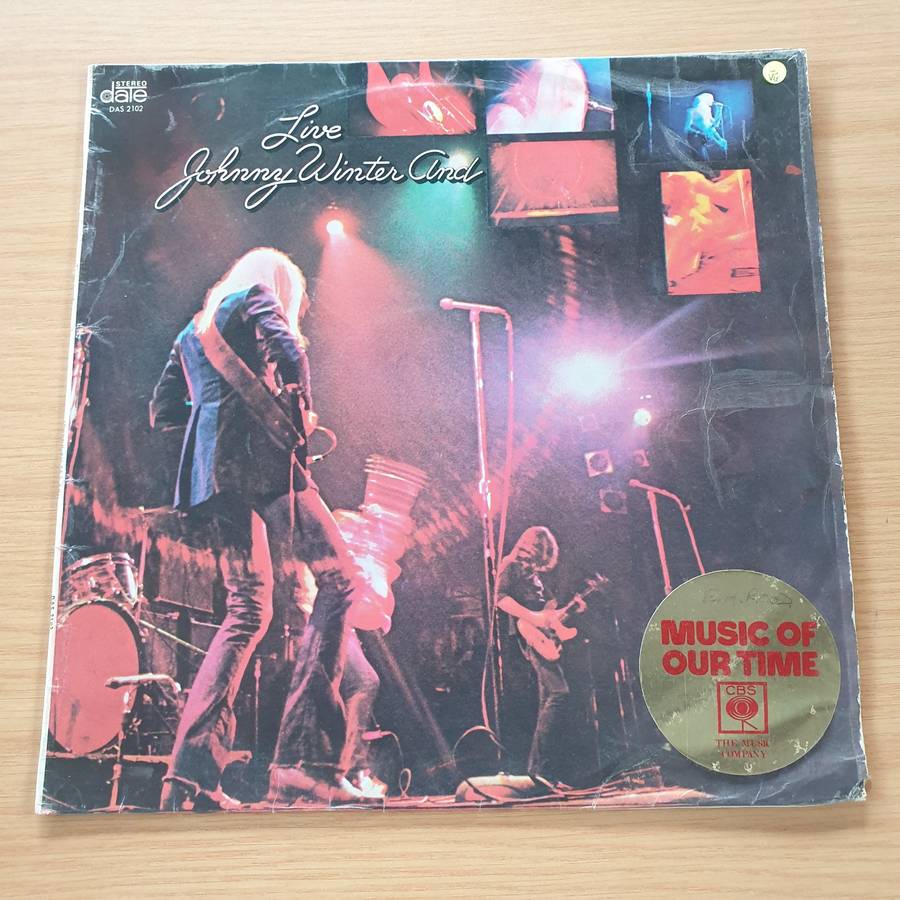 STEREO
date
DAS 2102
Live
Johnny Winter And
MUSIC OF
OUR TIME
CBS
THE MUSIC
COMPANY